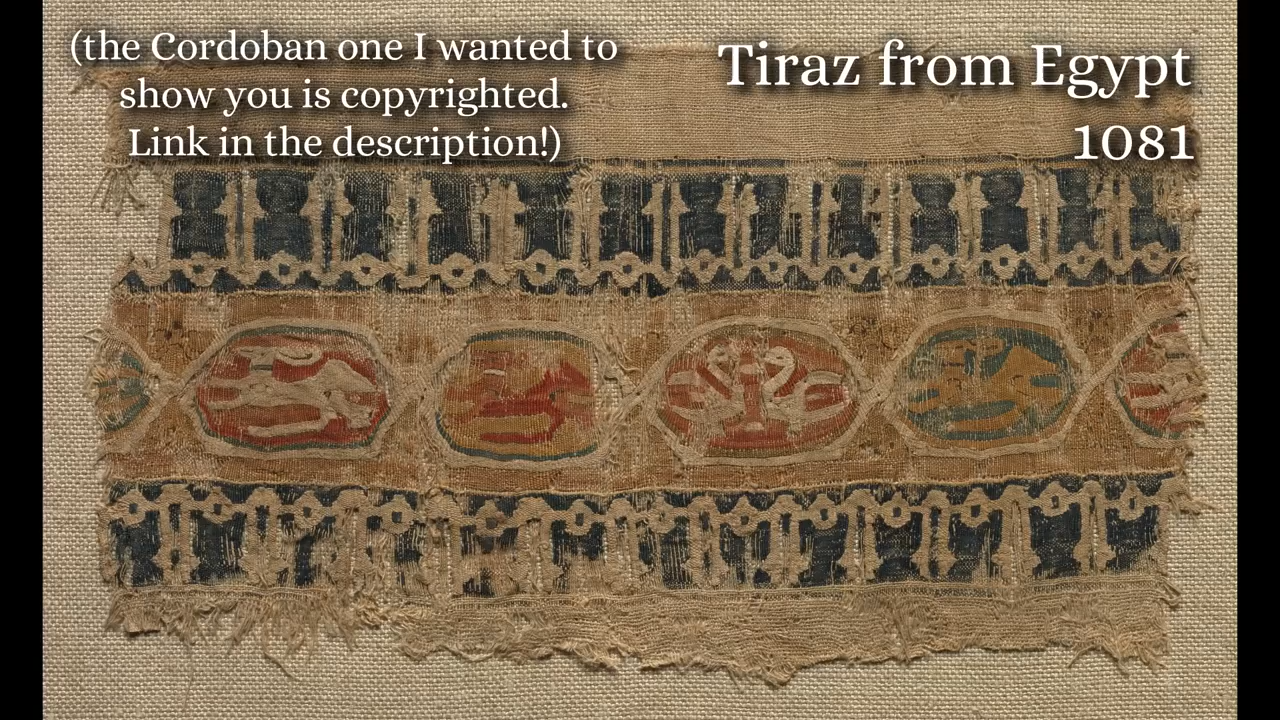 (the Cordoban one I wanted to
show you is copyrighted.
Link in the description!)
Tiraz from Egypt
1081